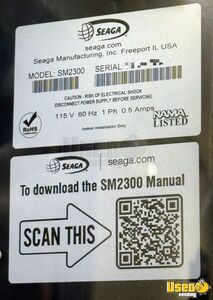 SEAGA
seaga.com
Seaga Manufacturing, Inc. Freeport IL USA
MODEL: SM2300 SERIAL:
CAUTION - RISK OF ELECTRICAL SHOCK
DISCONNECT POWER SUPPLY BEFORE SERVICING
115 V 60 Hz 1 Ph 0.5 Amps
RoHS
Indoor Installation Only
NAMA
LISTED
SEAGA
seaga.com
To download the SM2300 Manual
SCAN THIS
Used
vending